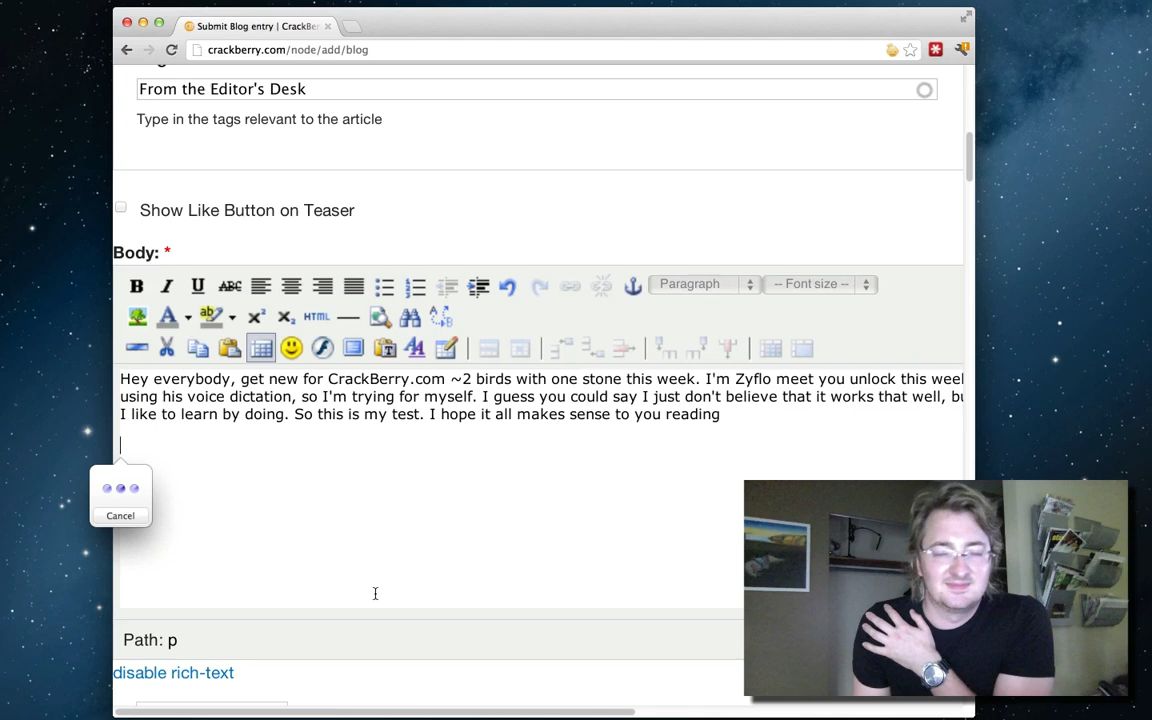 Submit Blog entry | CrackBer
crackberry.com/node/add/blog
From the Editor's Desk
Type in the tags relevant to the article
Show Like Button on Teaser
Body: *
B I U ABC Paragraph -- Font size --
HTML
Hey everybody, get new for CrackBerry.com ~2 birds with one stone this week. I'm Zyflo meet you unlock this weel
using his voice dictation, so I'm trying for myself. I guess you could say I just don't believe that it works that well, bu
I like to learn by doing. So this is my test. I hope it all makes sense to you reading
Cancel
Path: p
disable rich-text